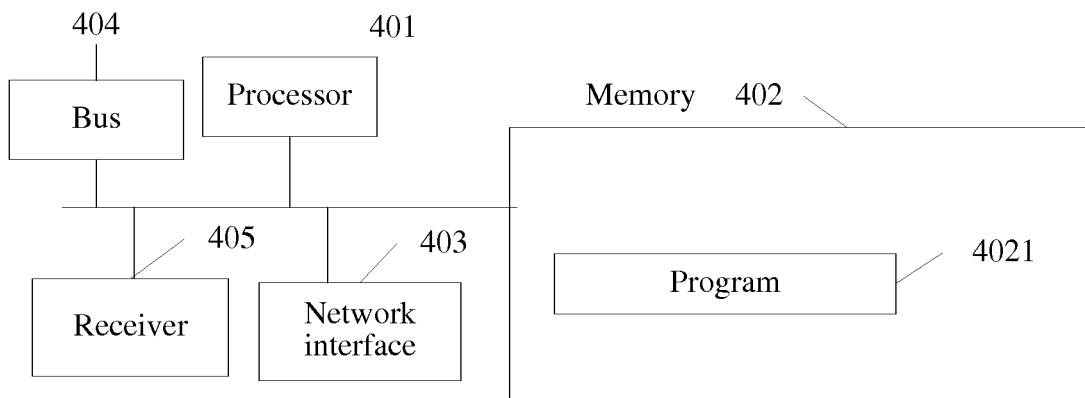 404
401
Bus
Processor
Memory 402
405
403
4021
Program
Receiver
Network
interface